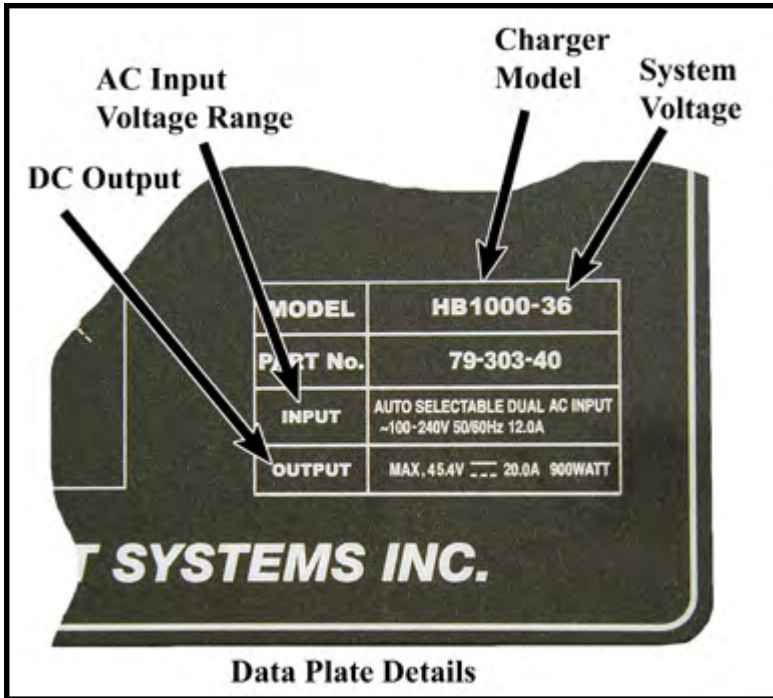 Charger
Model
System
Voltage
AC Input
Voltage Range
DC Output
MODEL HB1000-36
PART No. 79-303-40
INPUT AUTO SELECTABLE DUAL AC INPUT
~100-240V 50/60Hz 12.0A
OUTPUT MAX, 45.4V 20.0A 900WATT
T SYSTEMS INC.
Data Plate Details